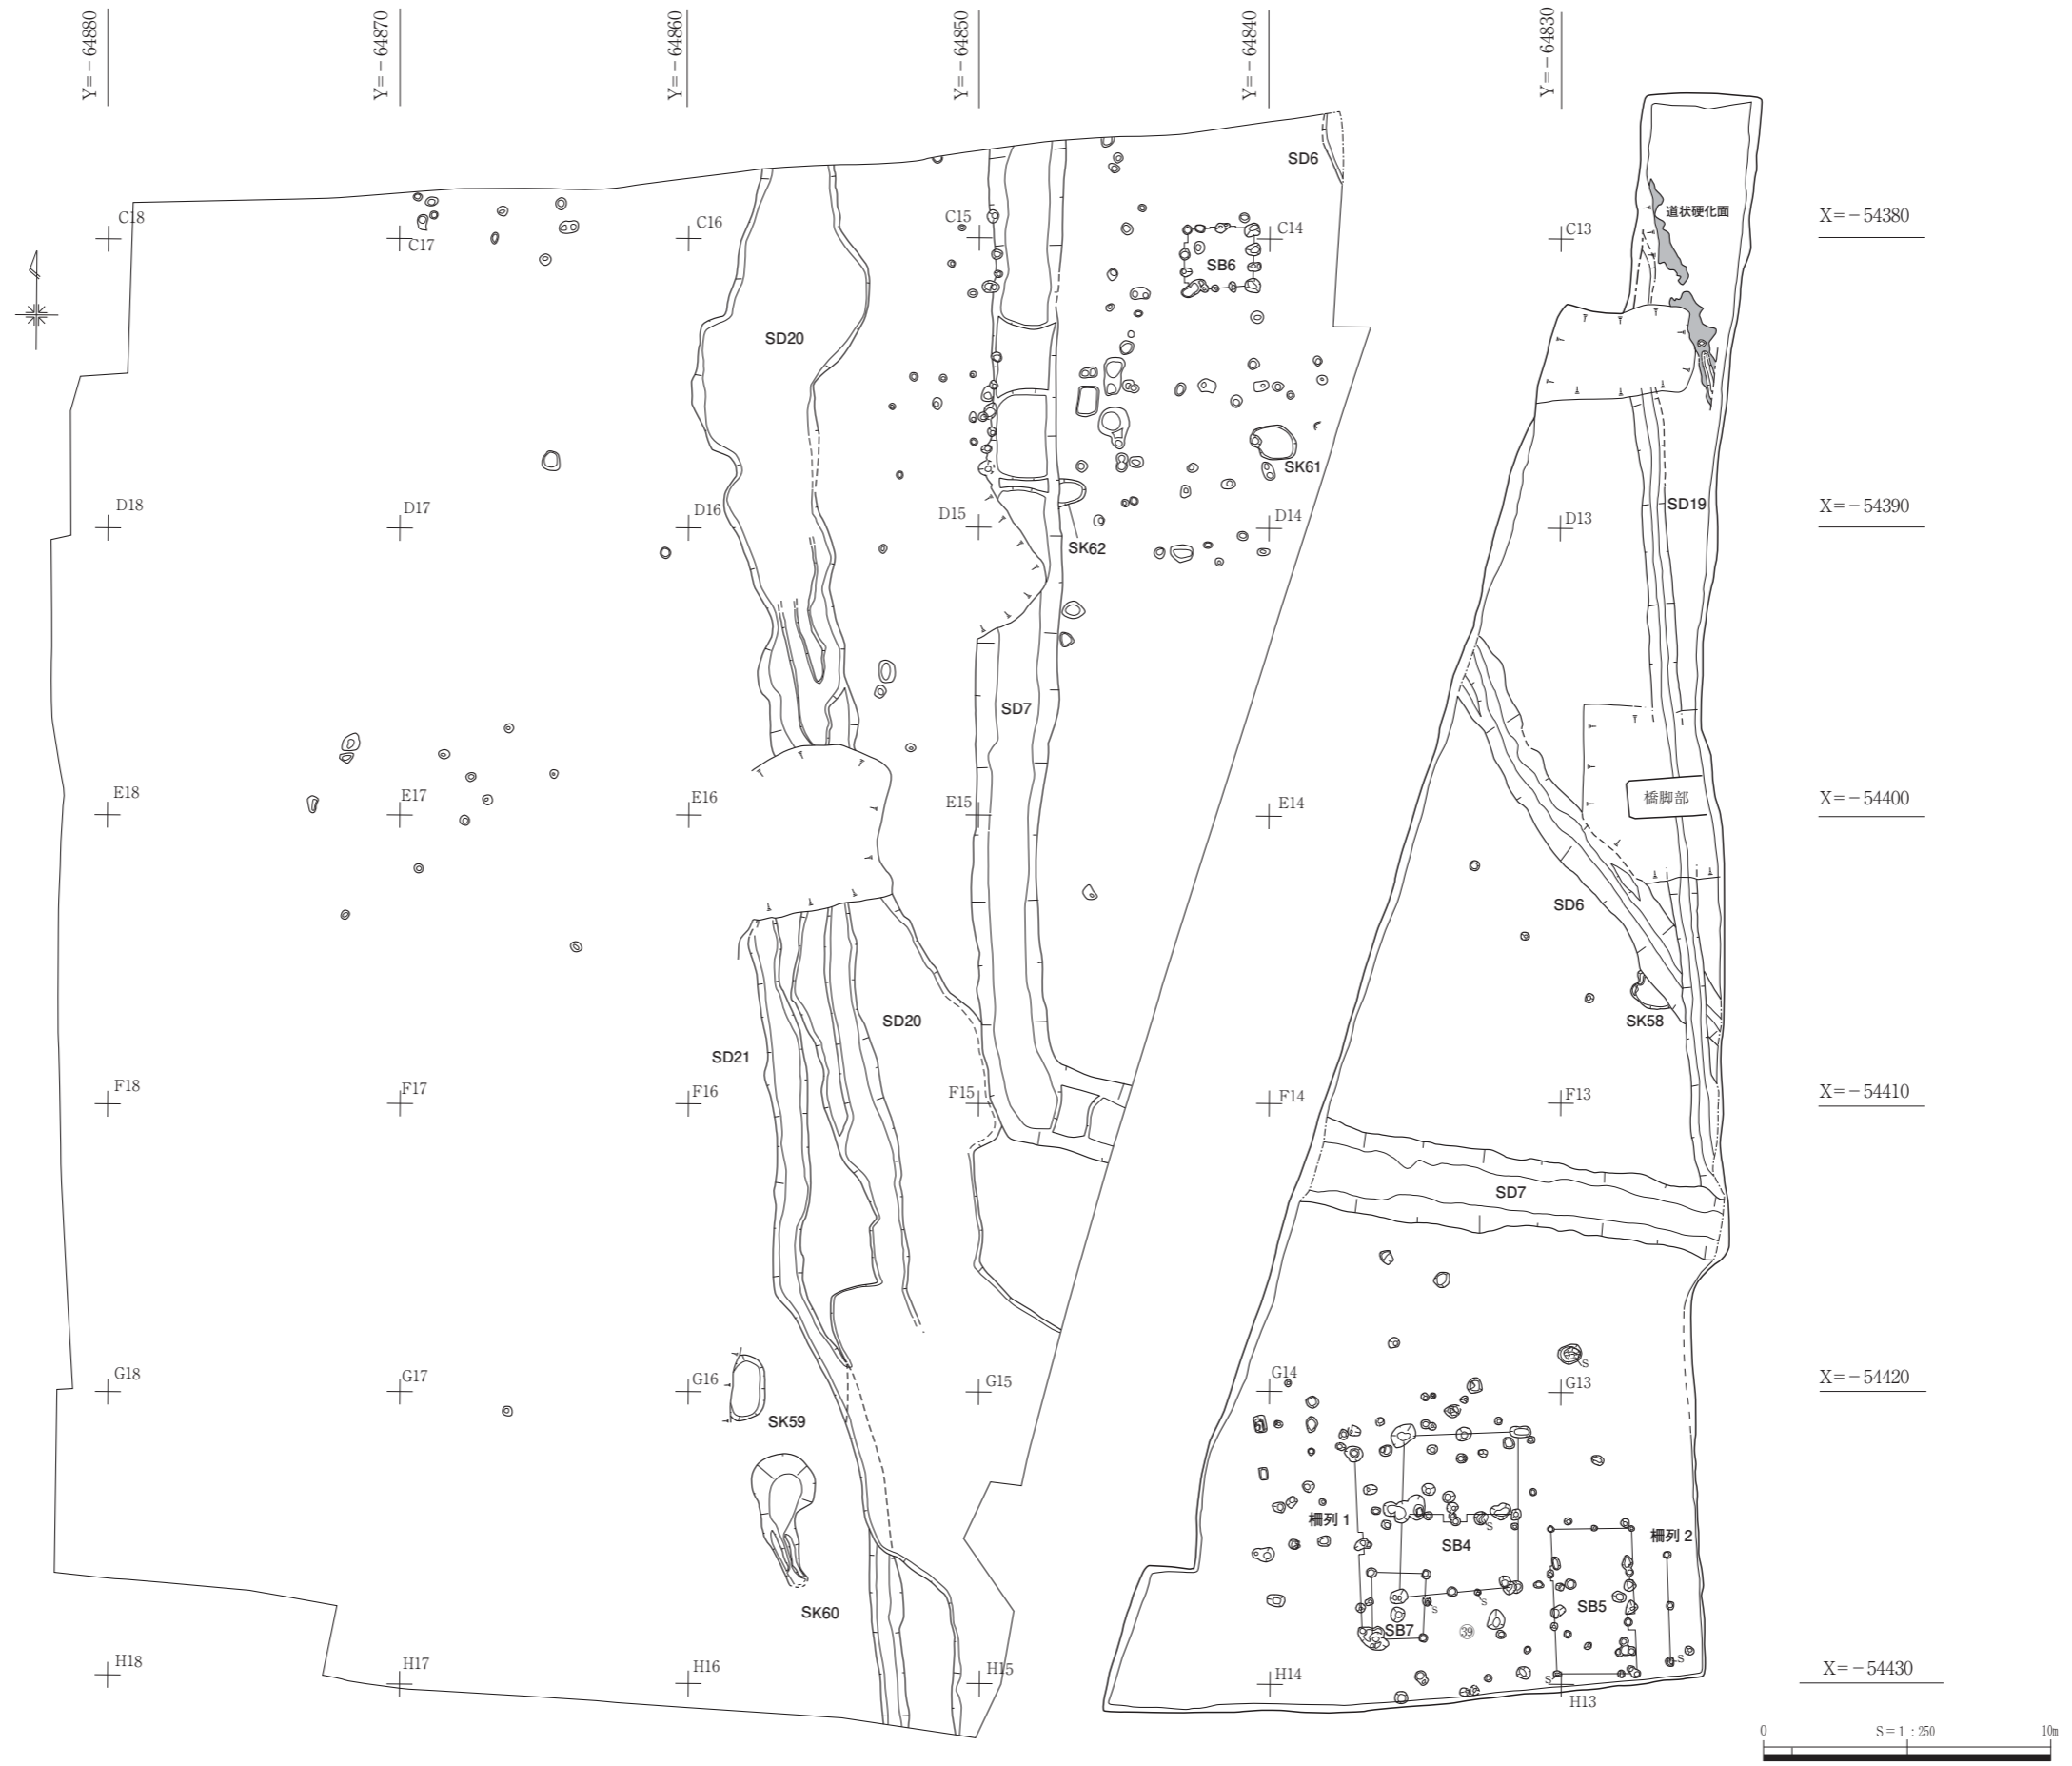 Y=－64880
Y=－64870
Y=－64860
Y=－64850
Y=－64840
Y=－64830
SD6
道状硬化面
C18
C17
C16
C15
C14
C13
X=－54380
SB6
SD20
SK61
D18
D17
D16
D15
D14
D13
SD19
X=－54390
SK62
SD7
E18
E17
E16
E15
E14
橋脚部
X=－54400
SD6
SD20
SK58
SD21
F18
F17
F16
F15
F14
F13
X=－54410
SD7
S
G18
G17
G16
G15
G14
G13
X=－54420
SK59
柵列 1
S
SB4
柵列 2
SK60
S
S
SB5
SB7
39
S
S
H18
H17
H16
H15
H14
H13
X=－54430
0
S＝1：250
10m